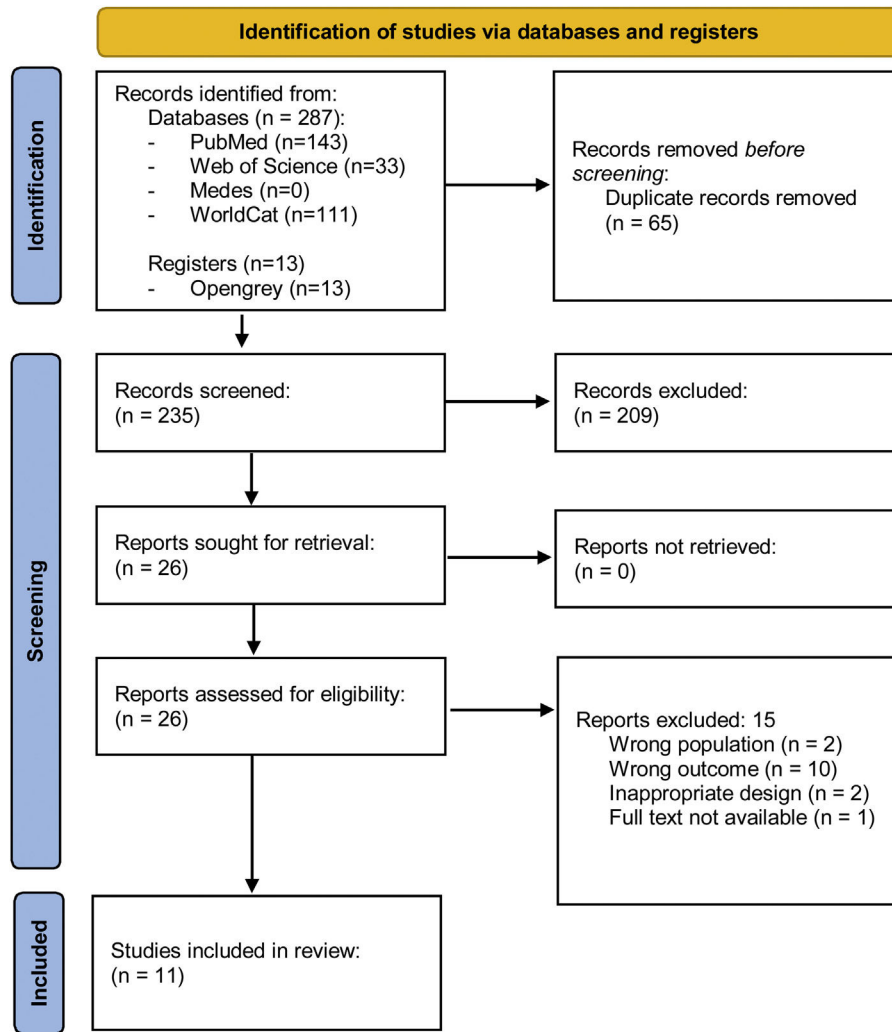 Identification of studies via databases and registers
Identification
Records identified from:
Databases (n = 287):
- PubMed (n=143)
- Web of Science (n=33)
- Medes (n=0)
- WorldCat (n=111)
Registers (n=13)
- Opengrey (n=13)
Records removed before
screening:
Duplicate records removed
(n = 65)
Screening
Records screened:
(n = 235)
Records excluded:
(n = 209)
Reports sought for retrieval:
(n = 26)
Reports not retrieved:
(n = 0)
Reports assessed for eligibility:
(n = 26)
Reports excluded: 15
Wrong population (n = 2)
Wrong outcome (n = 10)
Inappropriate design (n = 2)
Full text not available (n = 1)
Included
Studies included in review:
(n = 11)